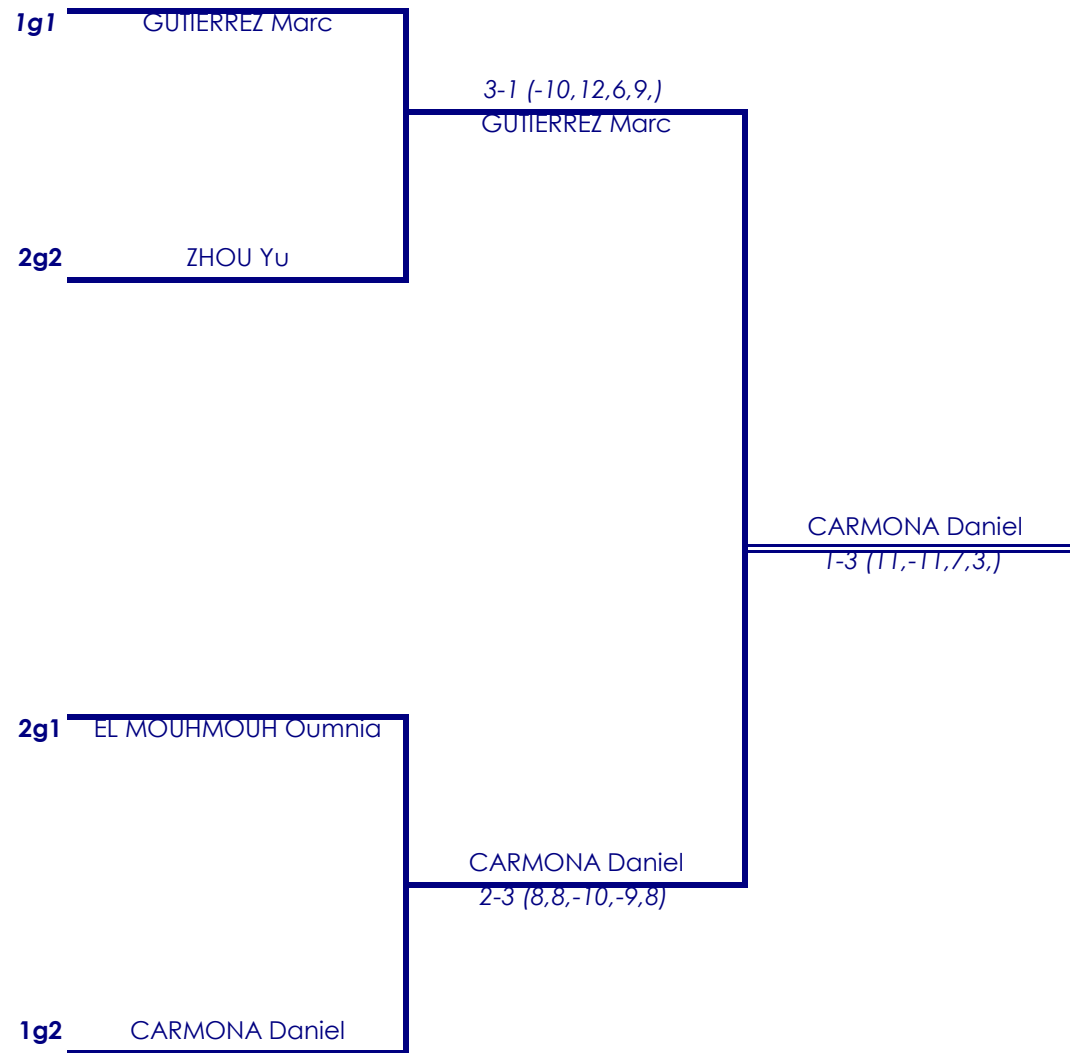 1g1 GUTIERREZ Marc
3-1 (-10,12,6,9,)
GUTIERREZ Marc
2g2 ZHOU Yu
CARMONA Daniel
1-3 (11,-11,7,3,)
2g1 EL MOUHMOUH Oumnia
CARMONA Daniel
2-3 (8,8,-10,-9,8)
1g2 CARMONA Daniel